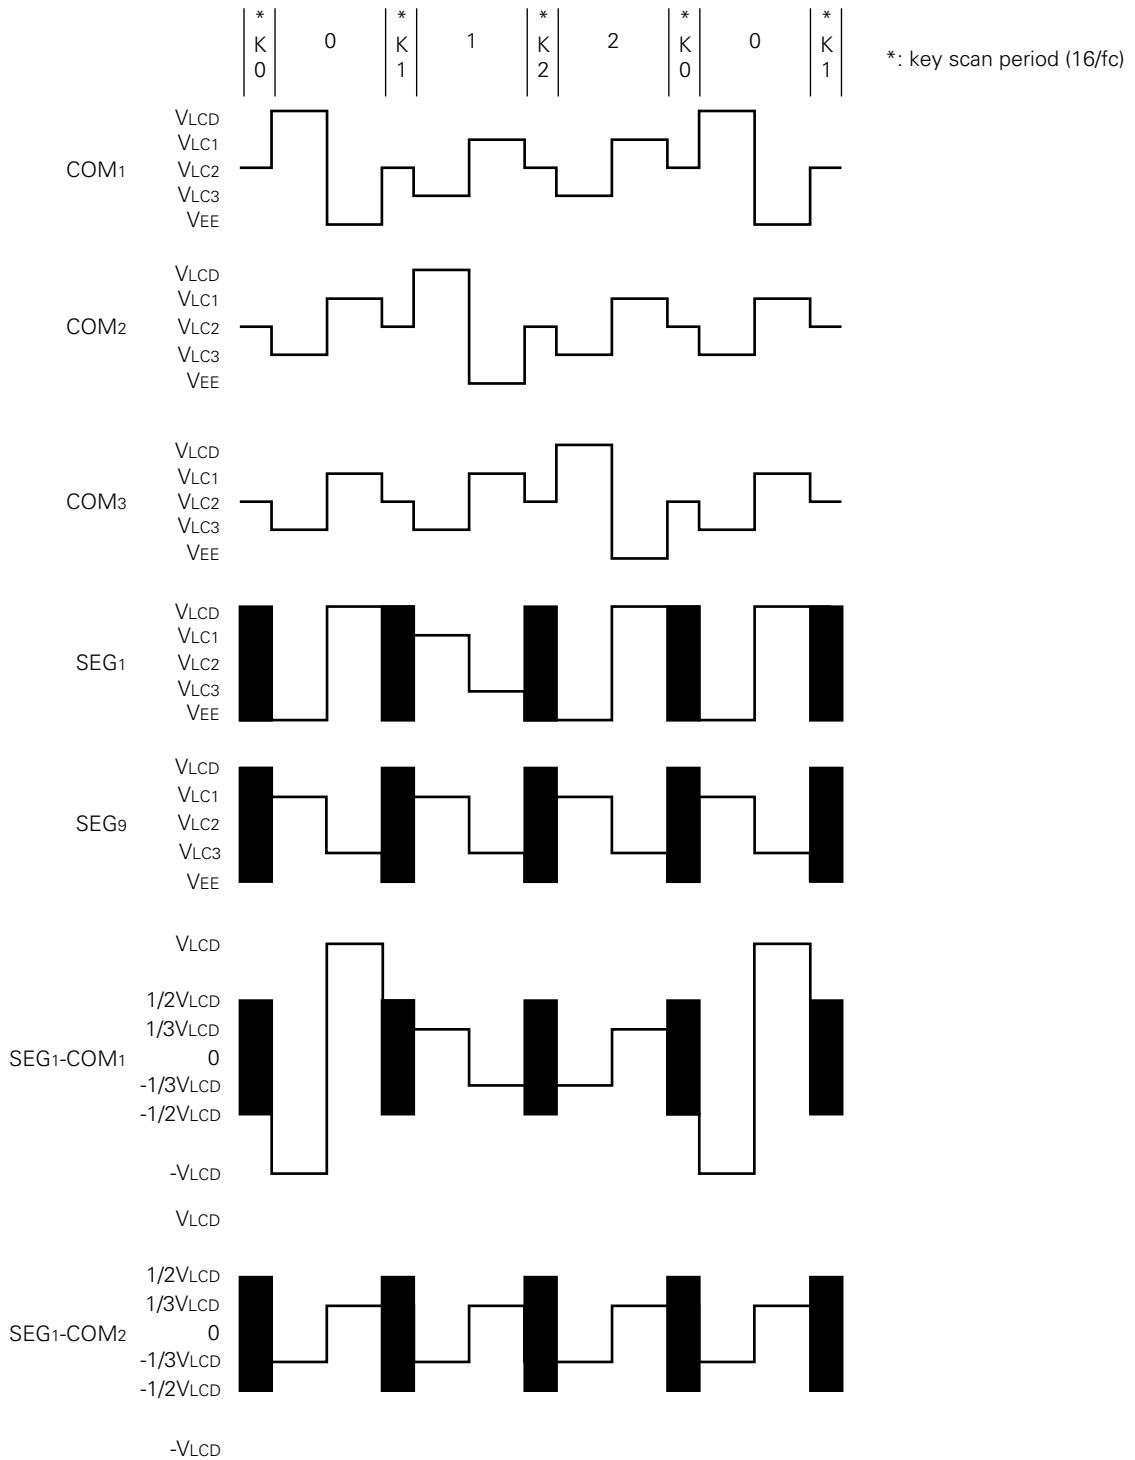 * * * * *
K 0 K 1 K 2 K 0 K
0 1 2 0 1
*: key scan period (16/fc)
VLCD
VLC1
COM1 VLC2
VLC3
VEE
VLCD
VLC1
COM2 VLC2
VLC3
VEE
VLCD
VLC1
COM3 VLC2
VLC3
VEE
VLCD
VLC1
SEG1 VLC2
VLC3
VEE
VLCD
VLC1
SEG9 VLC2
VLC3
VEE
VLCD
1/2VLCD
1/3VLCD
SEG1-COM1 0
-1/3VLCD
-1/2VLCD
-VLCD
VLCD
1/2VLCD
1/3VLCD
SEG1-COM2 0
-1/3VLCD
-1/2VLCD
-VLCD